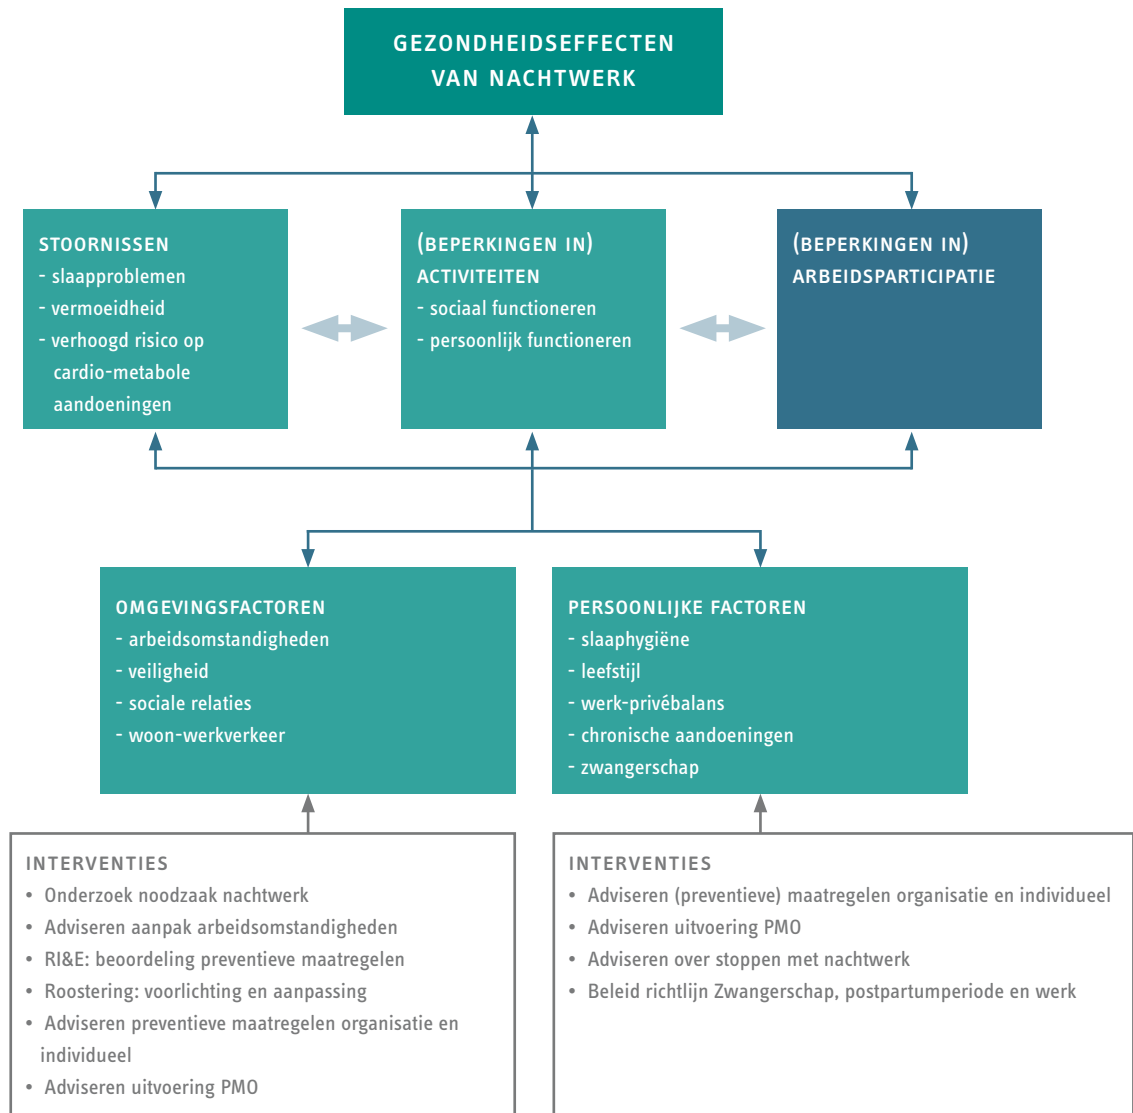 GEZONDHEIDSEFFECTEN
VAN NACHTWERK
STOORNISSEN
- slaapproblemen
- vermoeidheid
- verhoogd risico op
cardio-metabole
aandoeningen
(BEPERKINGEN IN)
ACTIVITEITEN
- sociaal functioneren
- persoonlijk functioneren
(BEPERKINGEN IN)
ARBEIDSPARTICIPATIE
OMGEVINGSFACTOREN
- arbeidsomstandigheden
- veiligheid
- sociale relaties
- woon-werkverkeer
PERSOONLIJKE FACTOREN
- slaaphygiëne
- leefstijl
- werk-privébalans
- chronische aandoeningen
- zwangerschap
INTERVENTIES
• Onderzoek noodzaak nachtwerk
• Adviseren aanpak arbeidsomstandigheden
• RI&E: beoordeling preventieve maatregelen
• Roostering: voorlichting en aanpassing
• Adviseren preventieve maatregelen organisatie en
individueel
• Adviseren uitvoering PMO
INTERVENTIES
• Adviseren (preventieve) maatregelen organisatie en individueel
• Adviseren uitvoering PMO
• Adviseren over stoppen met nachtwerk
• Beleid richtlijn Zwangerschap, postpartumperiode en werk